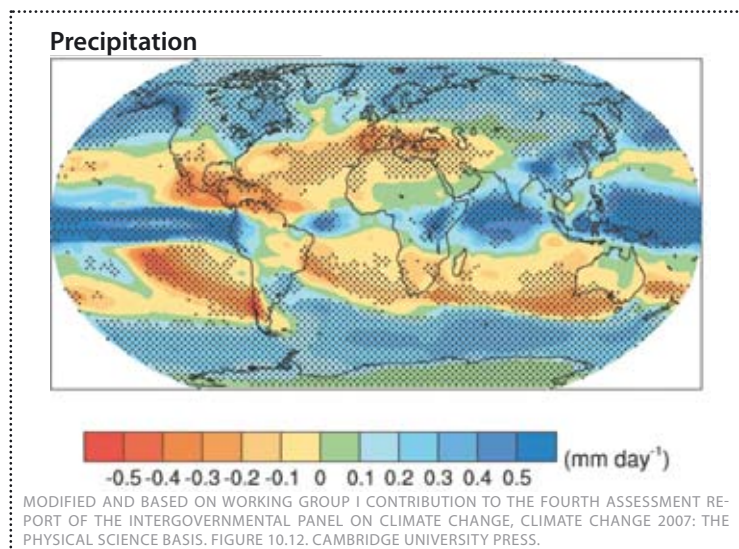 Precipitation
-0.5 -0.4 -0.3 -0.2 -0.1 0 0.1 0.2 0.3 0.4 0.5 (mm day⁻¹)
MODIFIED AND BASED ON WORKING GROUP I CONTRIBUTION TO THE FOURTH ASSESSMENT RE-
PORT OF THE INTERGOVERNMENTAL PANEL ON CLIMATE CHANGE, CLIMATE CHANGE 2007: THE
PHYSICAL SCIENCE BASIS. FIGURE 10.12. CAMBRIDGE UNIVERSITY PRESS.